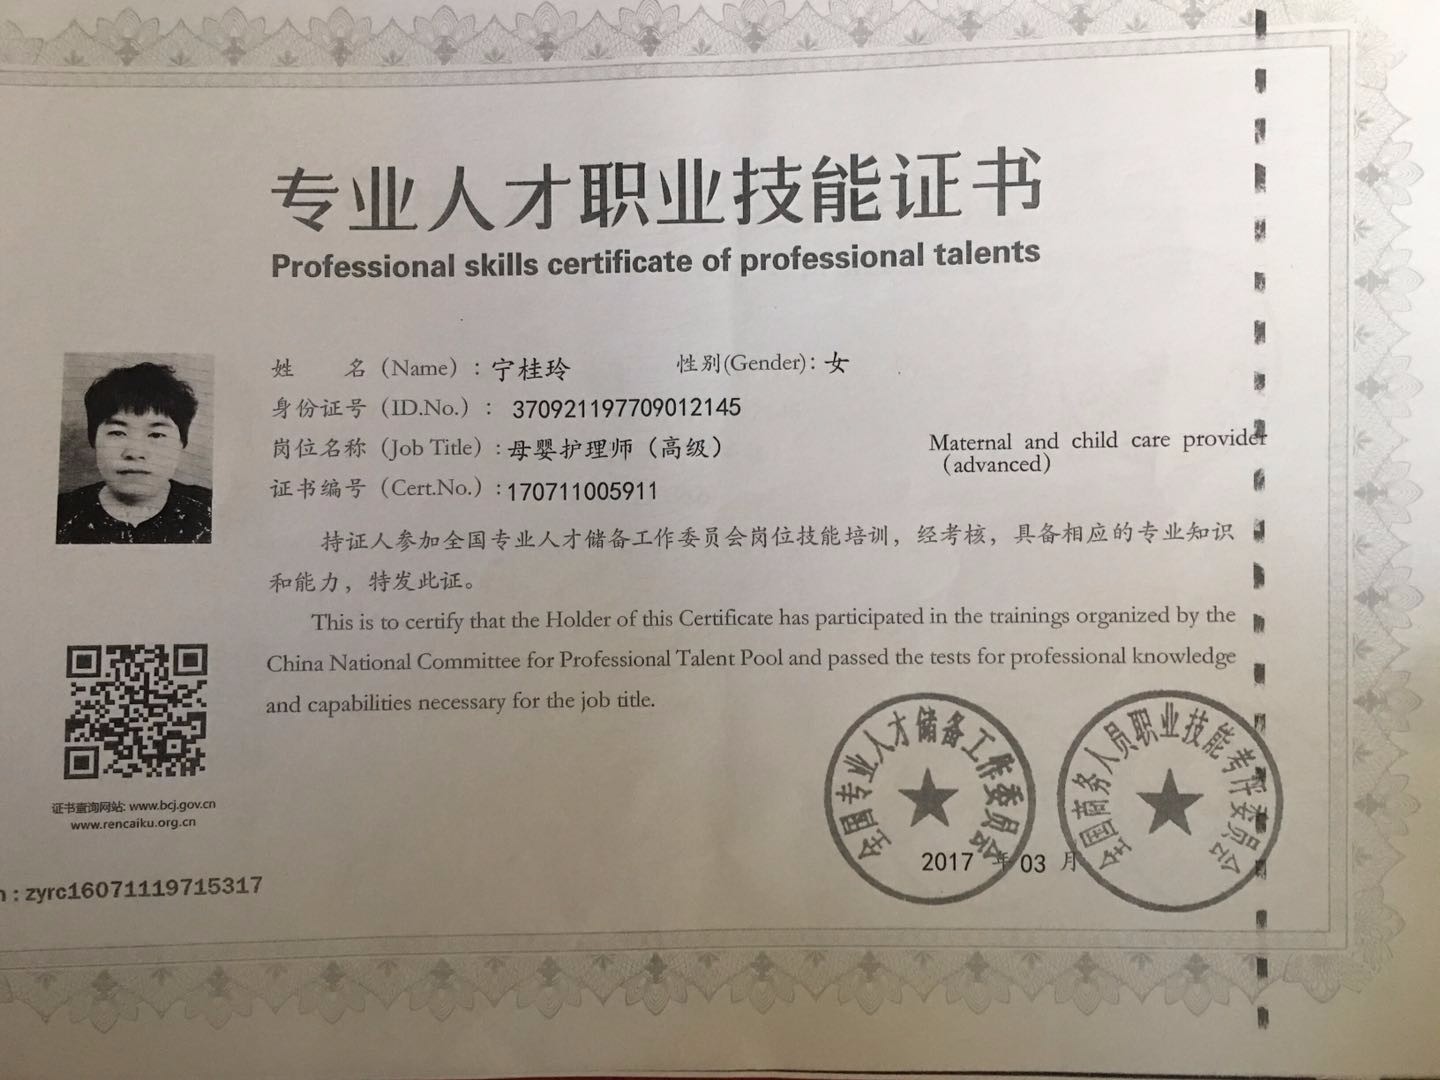 专业人才职业技能证书
Professional skills certificate of professional talents
姓 名（Name）：宁桂玲 性别(Gender)：女
身份证号（ID.No.）： 370921197709012145
岗位名称（Job Title）：母婴护理师（高级） Maternal and child care provider
（advanced）
证书编号（Cert.No.）：170711005911
持证人参加全国专业人才储备工作委员会岗位技能培训，经考核，具备相应的专业知识
和能力，特发此证。
This is to certify that the Holder of this Certificate has participated in the trainings organized by the
China National Committee for Professional Talent Pool and passed the tests for professional knowledge
and capabilities necessary for the job title.
证书查询网站: www.bcj.gov.cn
www.rencaiku.org.cn
全国专业人才储备工作委员会
全国商务人员职业技能考评委员会
2017 年 03 月
n : zyrc16071119715317